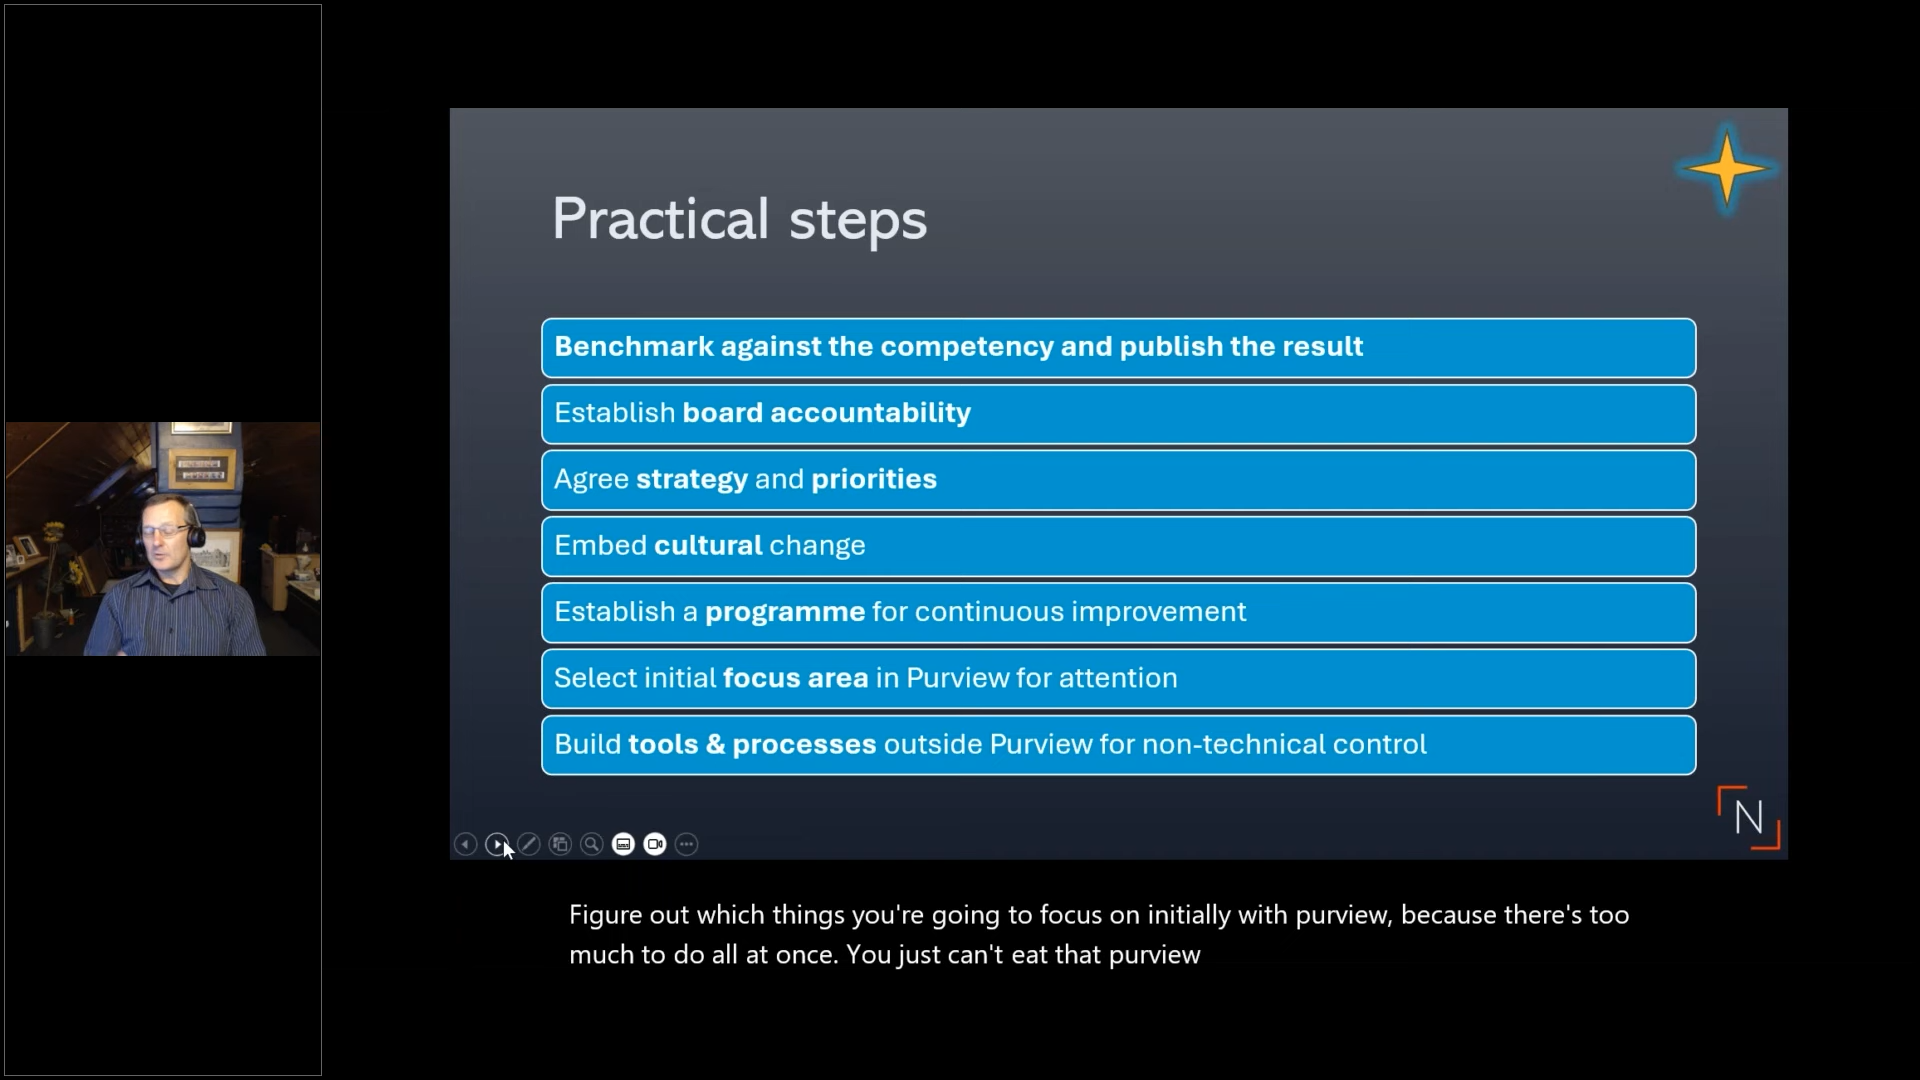 Practical steps
Benchmark against the competency and publish the result
Establish board accountability
Agree strategy and priorities
Embed cultural change
Establish a programme for continuous improvement
Select initial focus area in Purview for attention
Build tools & processes outside Purview for non-technical control
N
Figure out which things you're going to focus on initially with purview, because there's too
much to do all at once. You just can't eat that purview